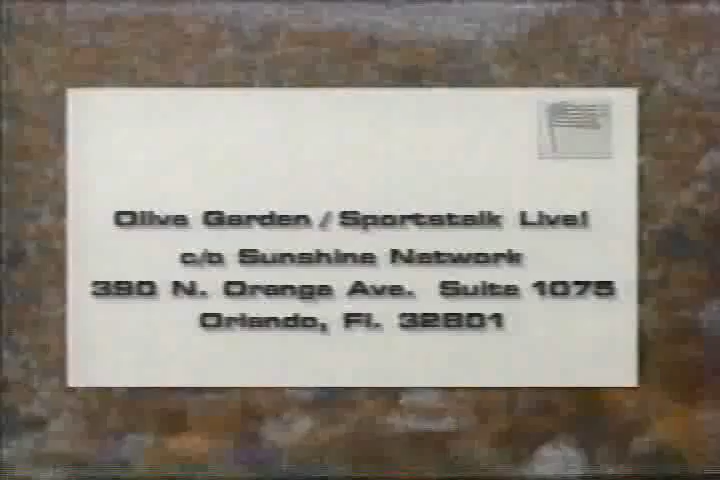 Olive Garden / Sportstalk Live!
c/o Sunshine Network
390 N. Orange Ave. Suite 1075
Orlando, Fl. 32801